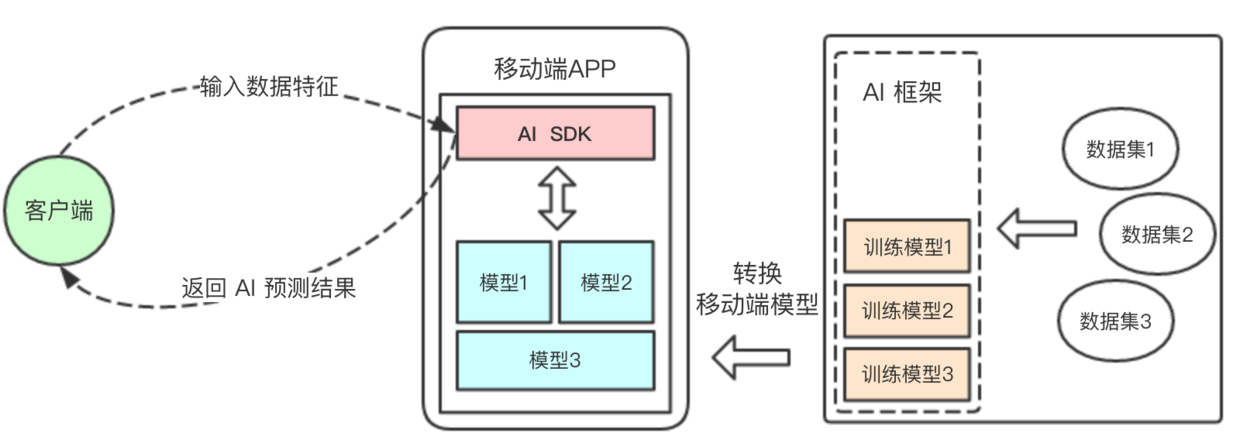 输入数据特征
客户端
返回 AI 预测结果
移动端APP
AI SDK
模型1
模型2
模型3
转换
移动端模型
AI 框架
训练模型1
训练模型2
训练模型3
数据集1
数据集2
数据集3